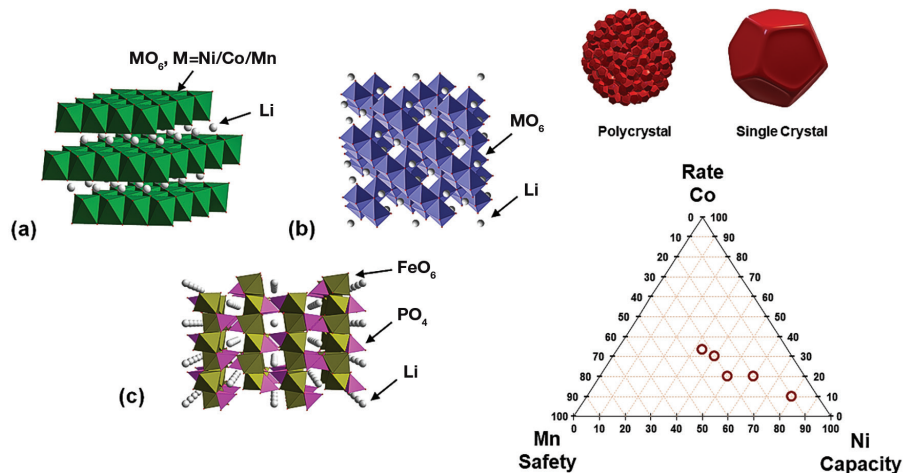 MO6, M=Ni/Co/Mn
Li
(a)
MO6
Li
(b)
FeO6
PO4
Li
(c)
Polycrystal
Single Crystal
Rate
Co
0 100
10 90
20 80
30 70
40 60
50 50
60 40
70 30
80 20
90 10
100 0
0 10 20 30 40 50 60 70 80 90 100
Mn
Safety
Ni
Capacity